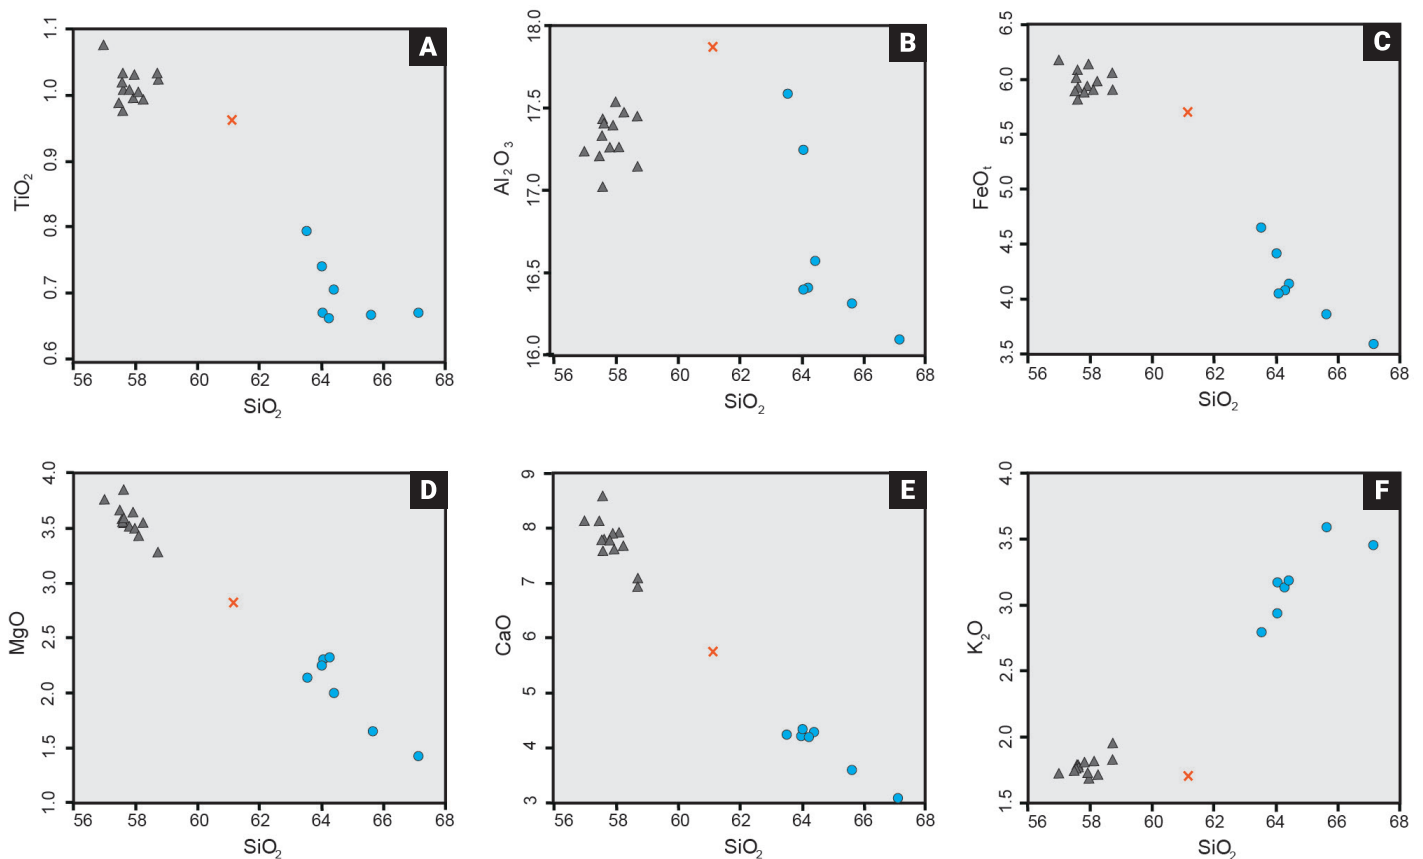 A
TiO₂
1.1
1.0
0.9
0.8
0.7
0.6
56 58 60 62 64 66 68
SiO₂
B
Al₂O₃
18.0
17.5
17.0
16.5
16.0
56 58 60 62 64 66 68
SiO₂
C
FeOₜ
6.5
6.0
5.5
5.0
4.5
4.0
3.5
56 58 60 62 64 66 68
SiO₂
D
MgO
4.0
3.5
3.0
2.5
2.0
1.5
1.0
56 58 60 62 64 66 68
SiO₂
E
CaO
9
8
7
6
5
4
3
56 58 60 62 64 66 68
SiO₂
F
K₂O
4.0
3.5
3.0
2.5
2.0
1.5
56 58 60 62 64 66 68
SiO₂